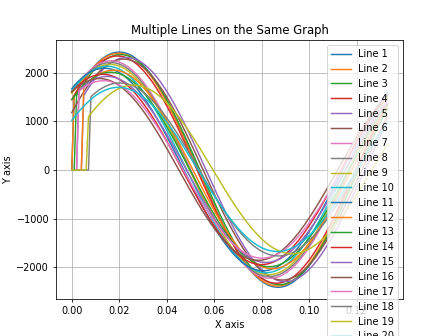 Multiple Lines on the Same Graph
Y axis
2000
1000
0
−1000
−2000
0.00
0.02
0.04
0.06
0.08
0.10
X axis
Line 1
Line 2
Line 3
Line 4
Line 5
Line 6
Line 7
Line 8
Line 9
Line 10
Line 11
Line 12
Line 13
Line 14
Line 15
Line 16
Line 17
Line 18
Line 19
Line 20